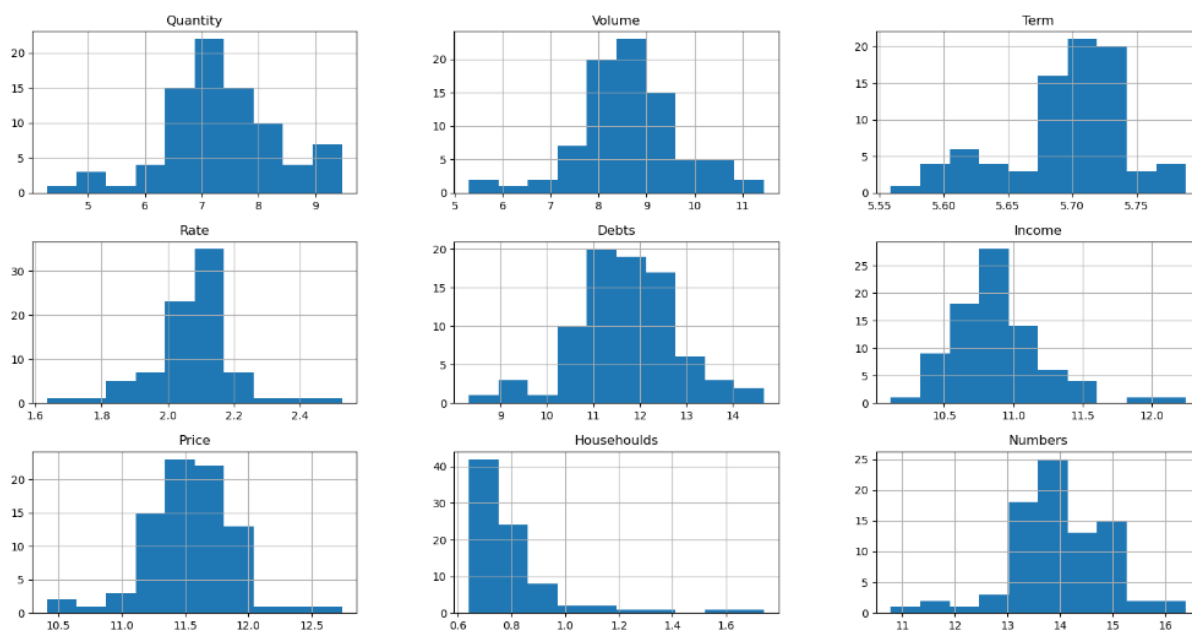 Quantity Volume Term
20 20 20
15 15 15
10 10 10
5 5 5
0 0 0
5 6 7 8 9 5 6 7 8 9 10 11 5.55 5.60 5.65 5.70 5.75
Rate Debts Income
30 20 25
20 15 20
10 10 15
0 5 10
0 5
0
1.6 1.8 2.0 2.2 2.4 9 10 11 12 13 14 10.5 11.0 11.5 12.0
Price Househoulds Numbers
20 40 25
15 30 20
10 20 15
5 10 10
0 0 5
0
10.5 11.0 11.5 12.0 12.5 0.6 0.8 1.0 1.2 1.4 1.6 11 12 13 14 15 16